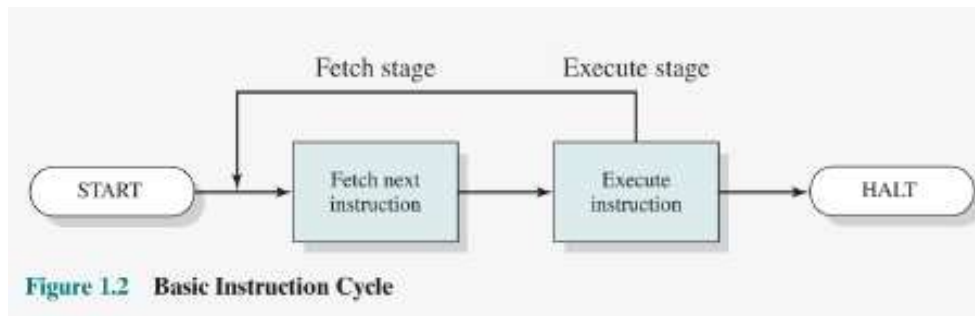 Fetch stage Execute stage
START
Fetch next
instruction
Execute
instruction
HALT
Figure 1.2 Basic Instruction Cycle